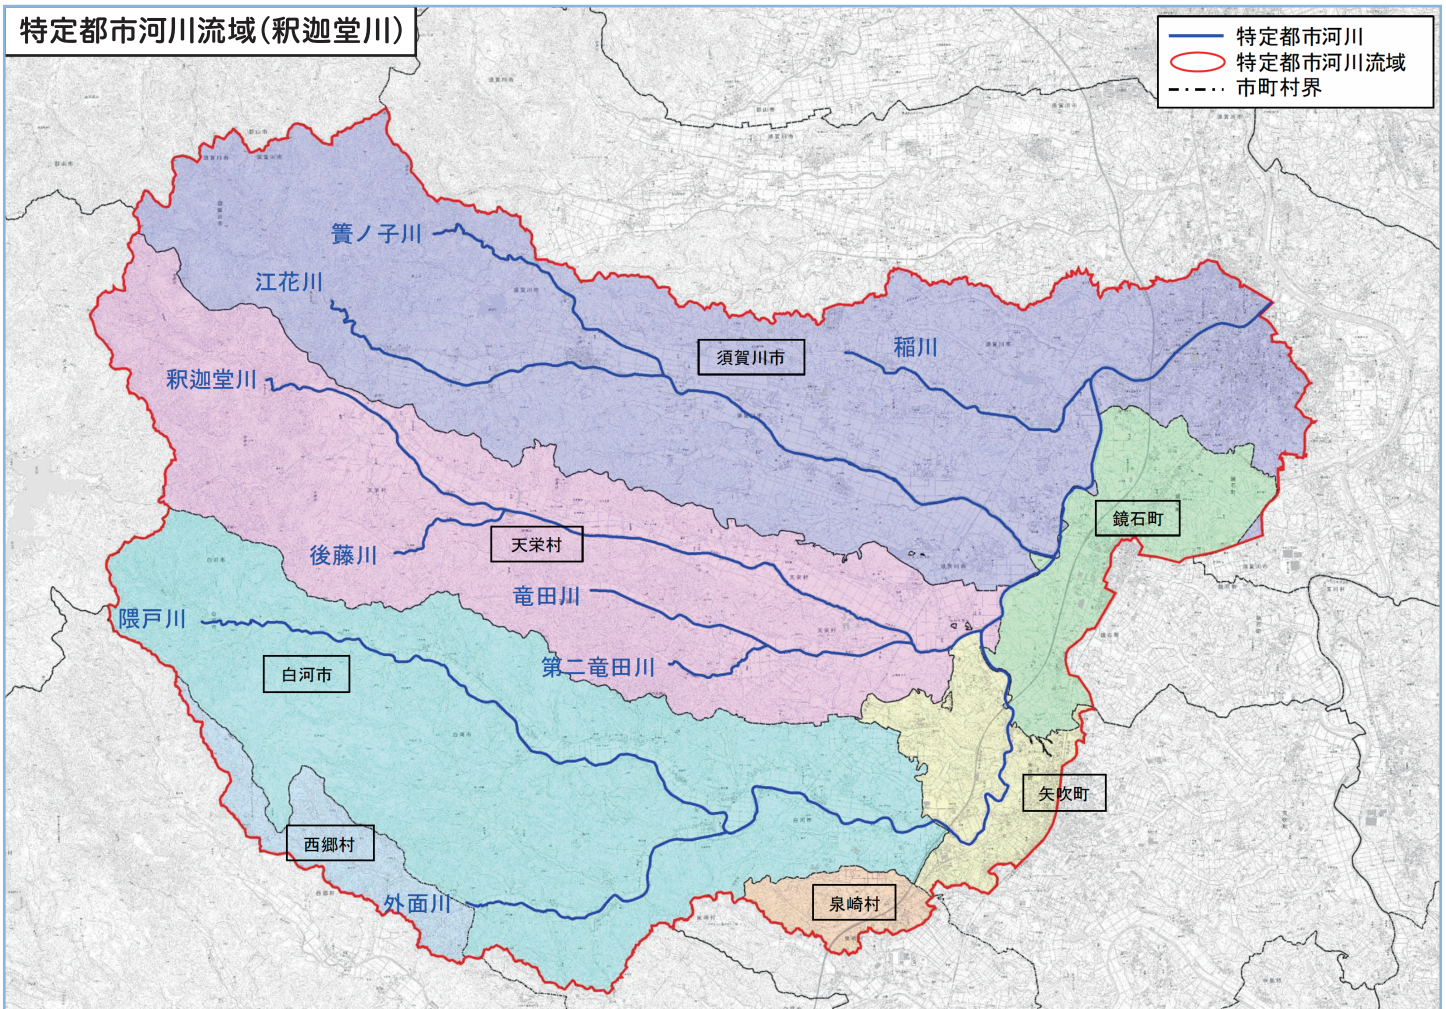 特定都市河川流域(釈迦堂川)
特定都市河川
特定都市河川流域
市町村界
簀ノ子川
江花川
稲川
須賀川市
釈迦堂川
後藤川
天栄村
鏡石町
竜田川
隈戸川
第二竜田川
白河市
矢吹町
西郷村
外面川
泉崎村